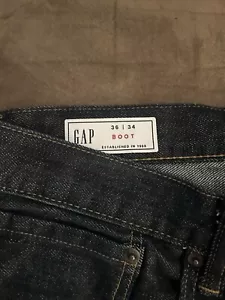 GAP
36 | 34
BOOT
ESTABLISHED IN 1969